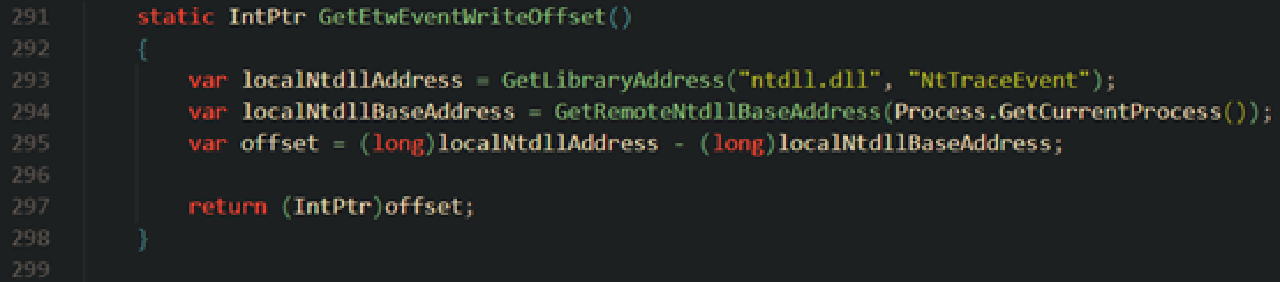 291 static IntPtr GetEtwEventWriteOffset()
292 {
293 var localNtdllAddress = GetLibraryAddress("ntdll.dll", "NtTraceEvent");
294 var localNtdllBaseAddress = GetRemoteNtdllBaseAddress(Process.GetCurrentProcess());
295 var offset = (long)localNtdllAddress - (long)localNtdllBaseAddress;
296
297 return (IntPtr)offset;
298 }
299